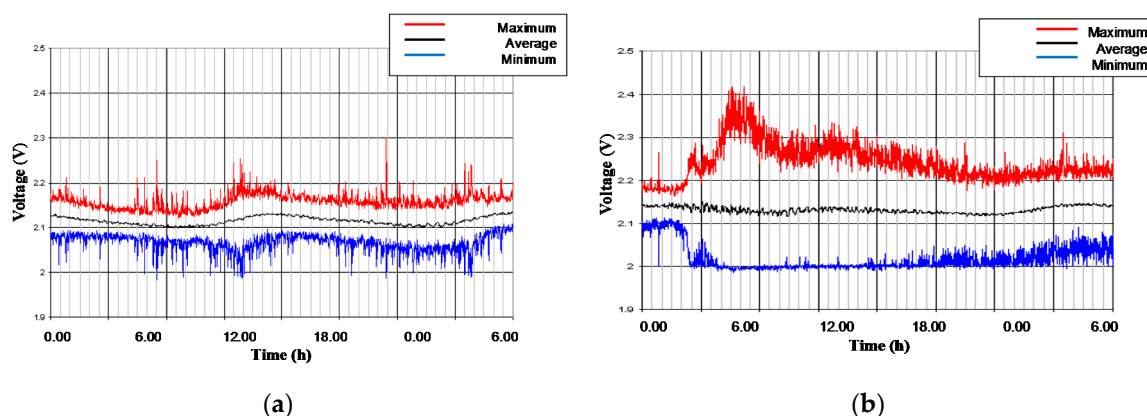 Maximum
Average
Minimum
2.5
2.4
2.3
2.2
2.1
2
1.9
Voltage (V)
0.00 6.00 12.00 18.00 0.00 6.00
Time (h)
(a)
Maximum
Average
Minimum
2.5
2.4
2.3
2.2
2.1
2
1.9
Voltage (V)
0.00 6.00 12.00 18.00 0.00 6.00
Time (h)
(b)